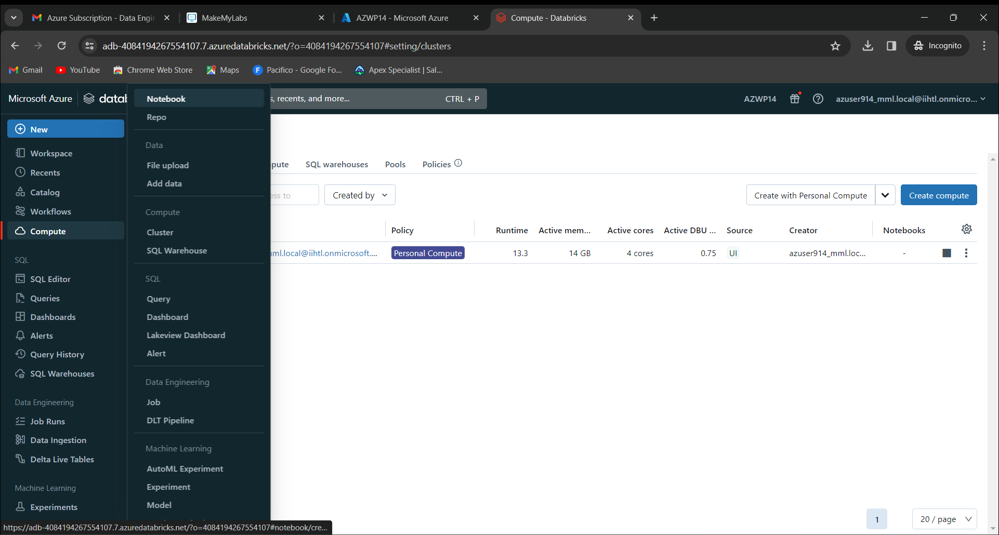 Azure Subscription - Data Engin
MakeMyLabs
AZWP14 - Microsoft Azure
Compute - Databricks
adb-4084194267554107.7.azuredatabricks.net/?o=4084194267554107#setting/clusters
Incognito
Gmail
YouTube
Chrome Web Store
Maps
Pacifico - Google Fo...
Apex Specialist | Sal...
Microsoft Azure
datab
s, recents, and more...
CTRL + P
AZWP14
azuser914_mml.local@iihtl.onmicro...
New
Workspace
Recents
Catalog
Workflows
Compute
SQL
SQL Editor
Queries
Dashboards
Alerts
Query History
SQL Warehouses
Data Engineering
Job Runs
Data Ingestion
Delta Live Tables
Machine Learning
Experiments
Notebook
Repo
Data
File upload
Add data
Compute
Cluster
SQL Warehouse
SQL
Query
Dashboard
Lakeview Dashboard
Alert
Data Engineering
Job
DLT Pipeline
Machine Learning
AutoML Experiment
Experiment
Model
pute
SQL warehouses
Pools
Policies
ess to
Created by
Create with Personal Compute
Create compute
Policy
Runtime
Active mem...
Active cores
Active DBU ...
Source
Creator
Notebooks
ml.local@iihtl.onmicrosoft....
Personal Compute
13.3
14 GB
4 cores
0.75
UI
azuser914_mml.loc...
-
1
20 / page
https://adb-4084194267554107.7.azuredatabricks.net/?o=4084194267554107#notebook/cre...